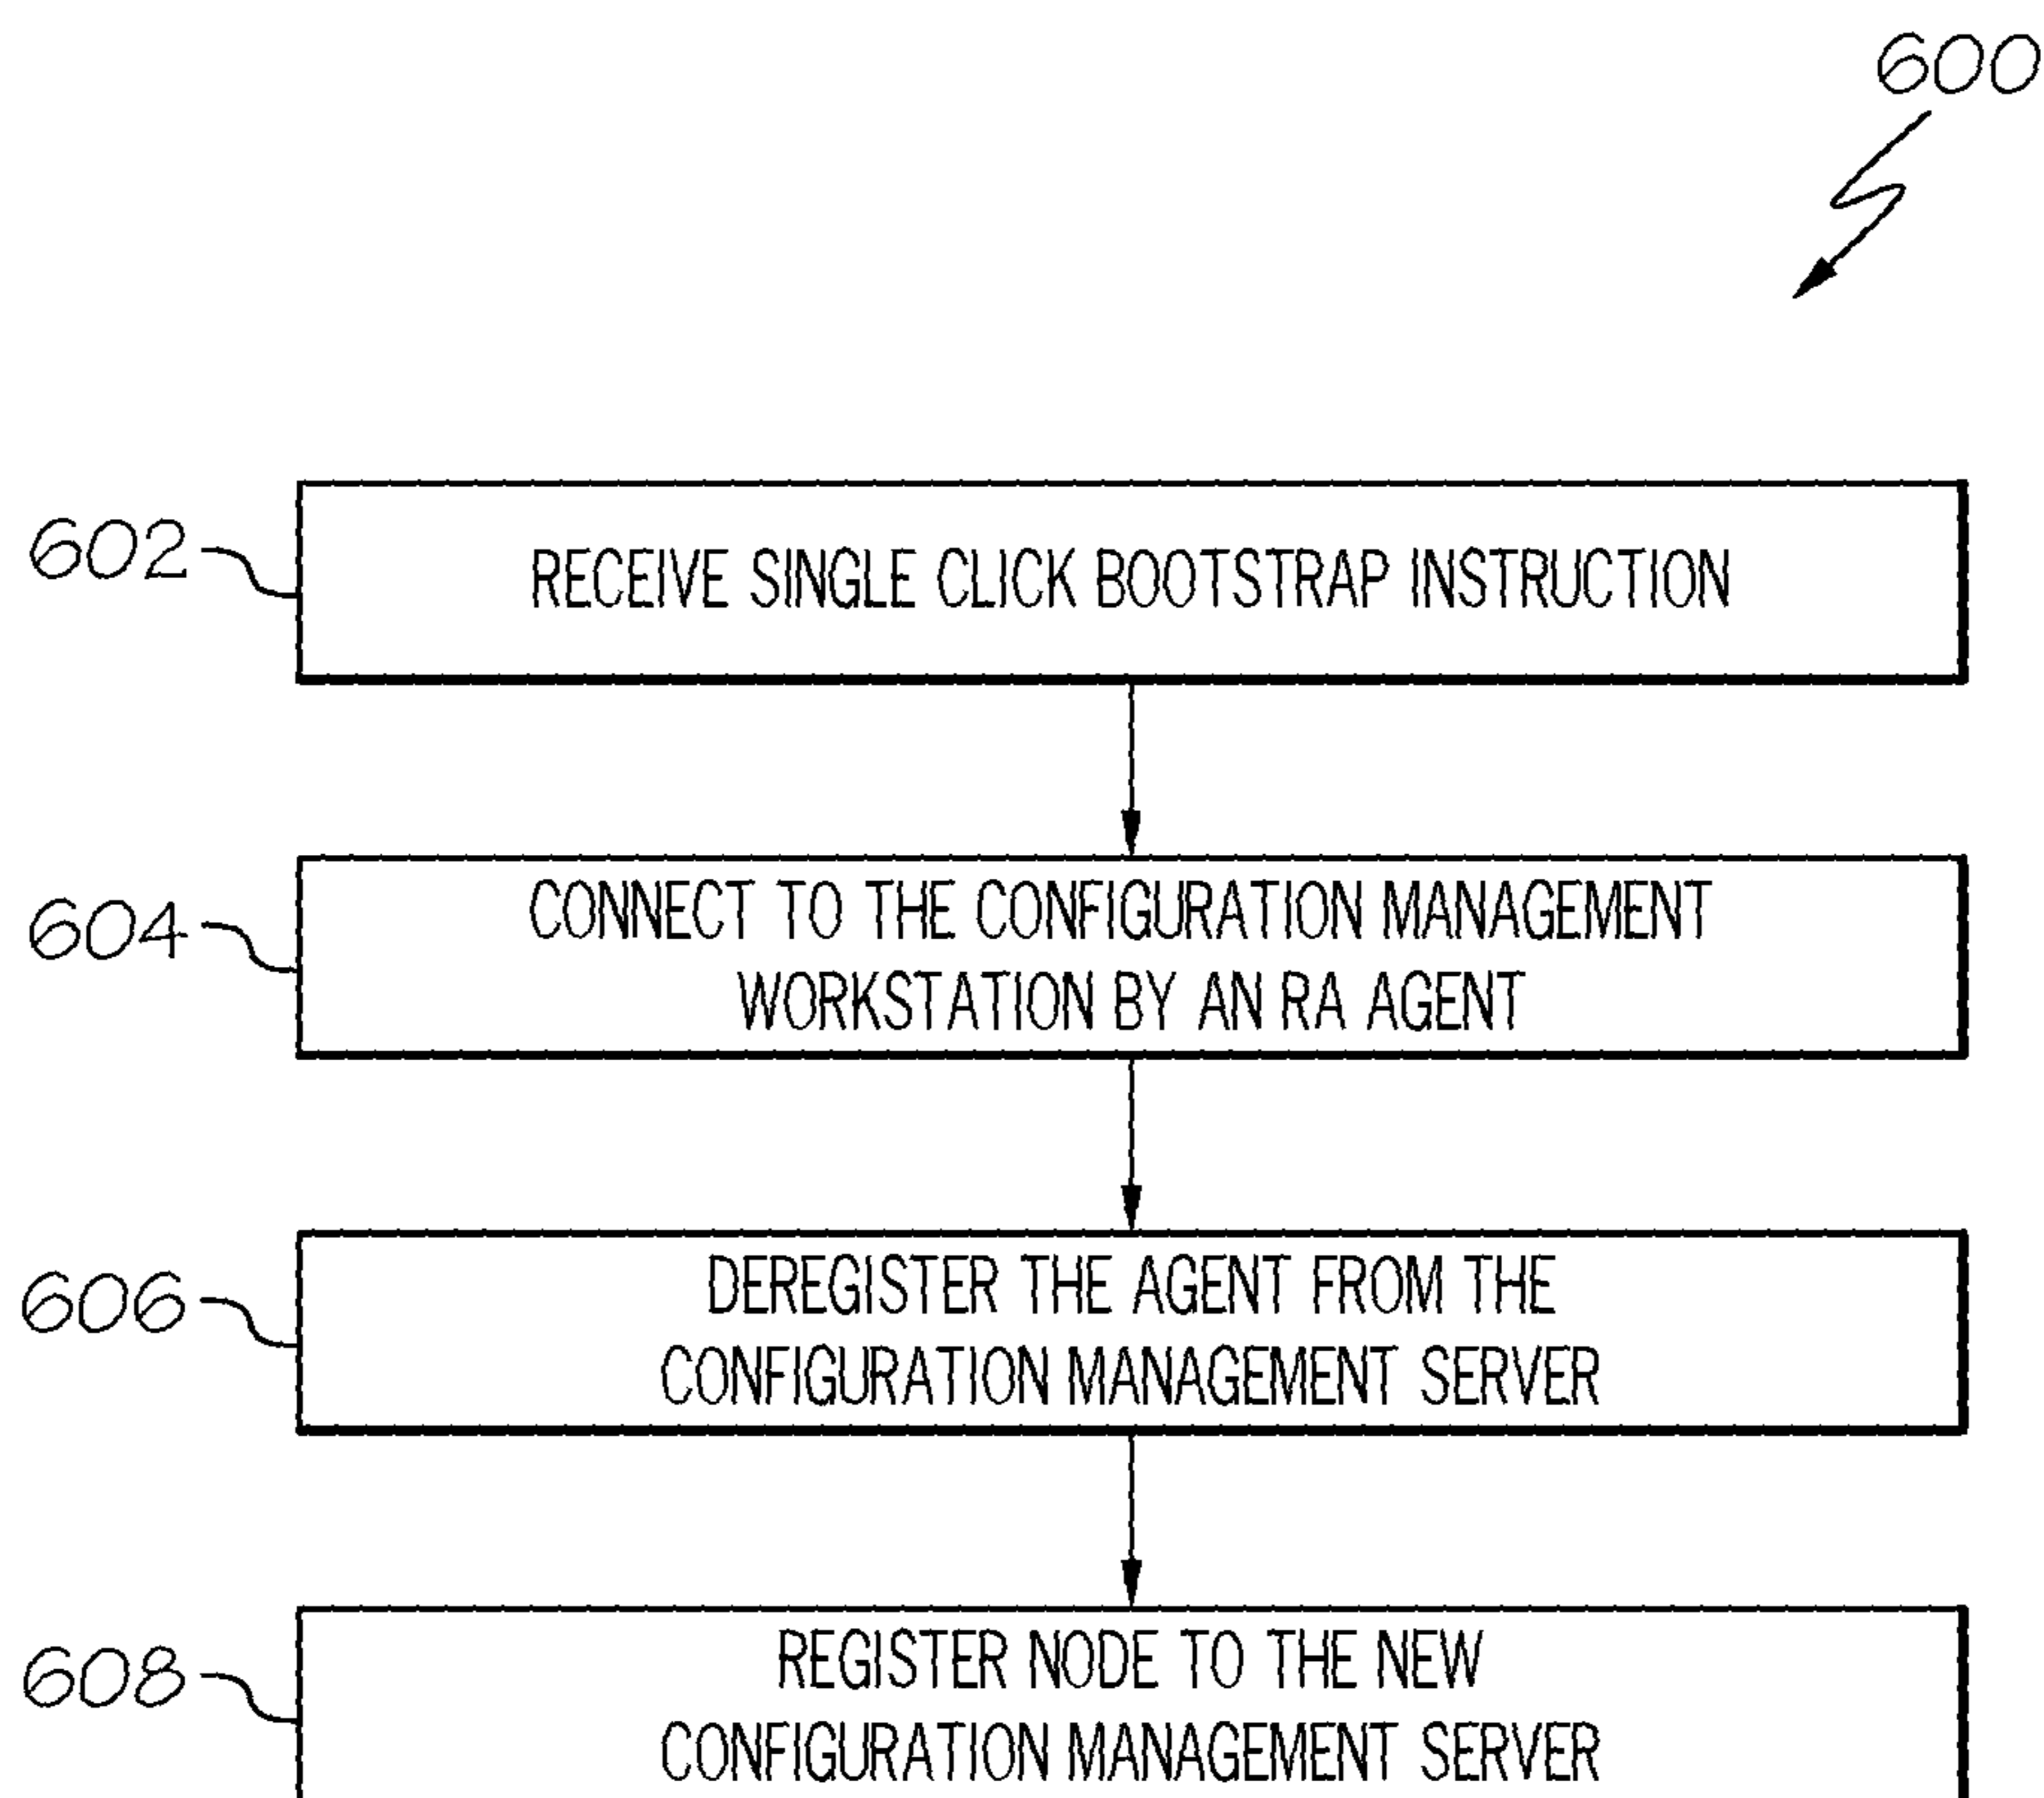 600
602
RECEIVE SINGLE CLICK BOOTSTRAP INSTRUCTION
604
CONNECT TO THE CONFIGURATION MANAGEMENT
WORKSTATION BY AN RA AGENT
606
DEREGISTER THE AGENT FROM THE
CONFIGURATION MANAGEMENT SERVER
608
REGISTER NODE TO THE NEW
CONFIGURATION MANAGEMENT SERVER